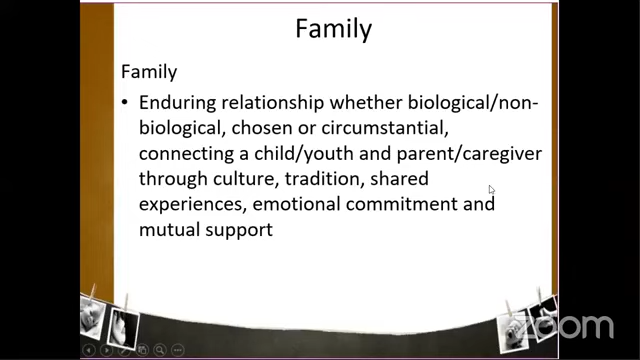 Family
Family
• Enduring relationship whether biological/non-
biological, chosen or circumstantial,
connecting a child/youth and parent/caregiver
through culture, tradition, shared
experiences, emotional commitment and
mutual support
zoom